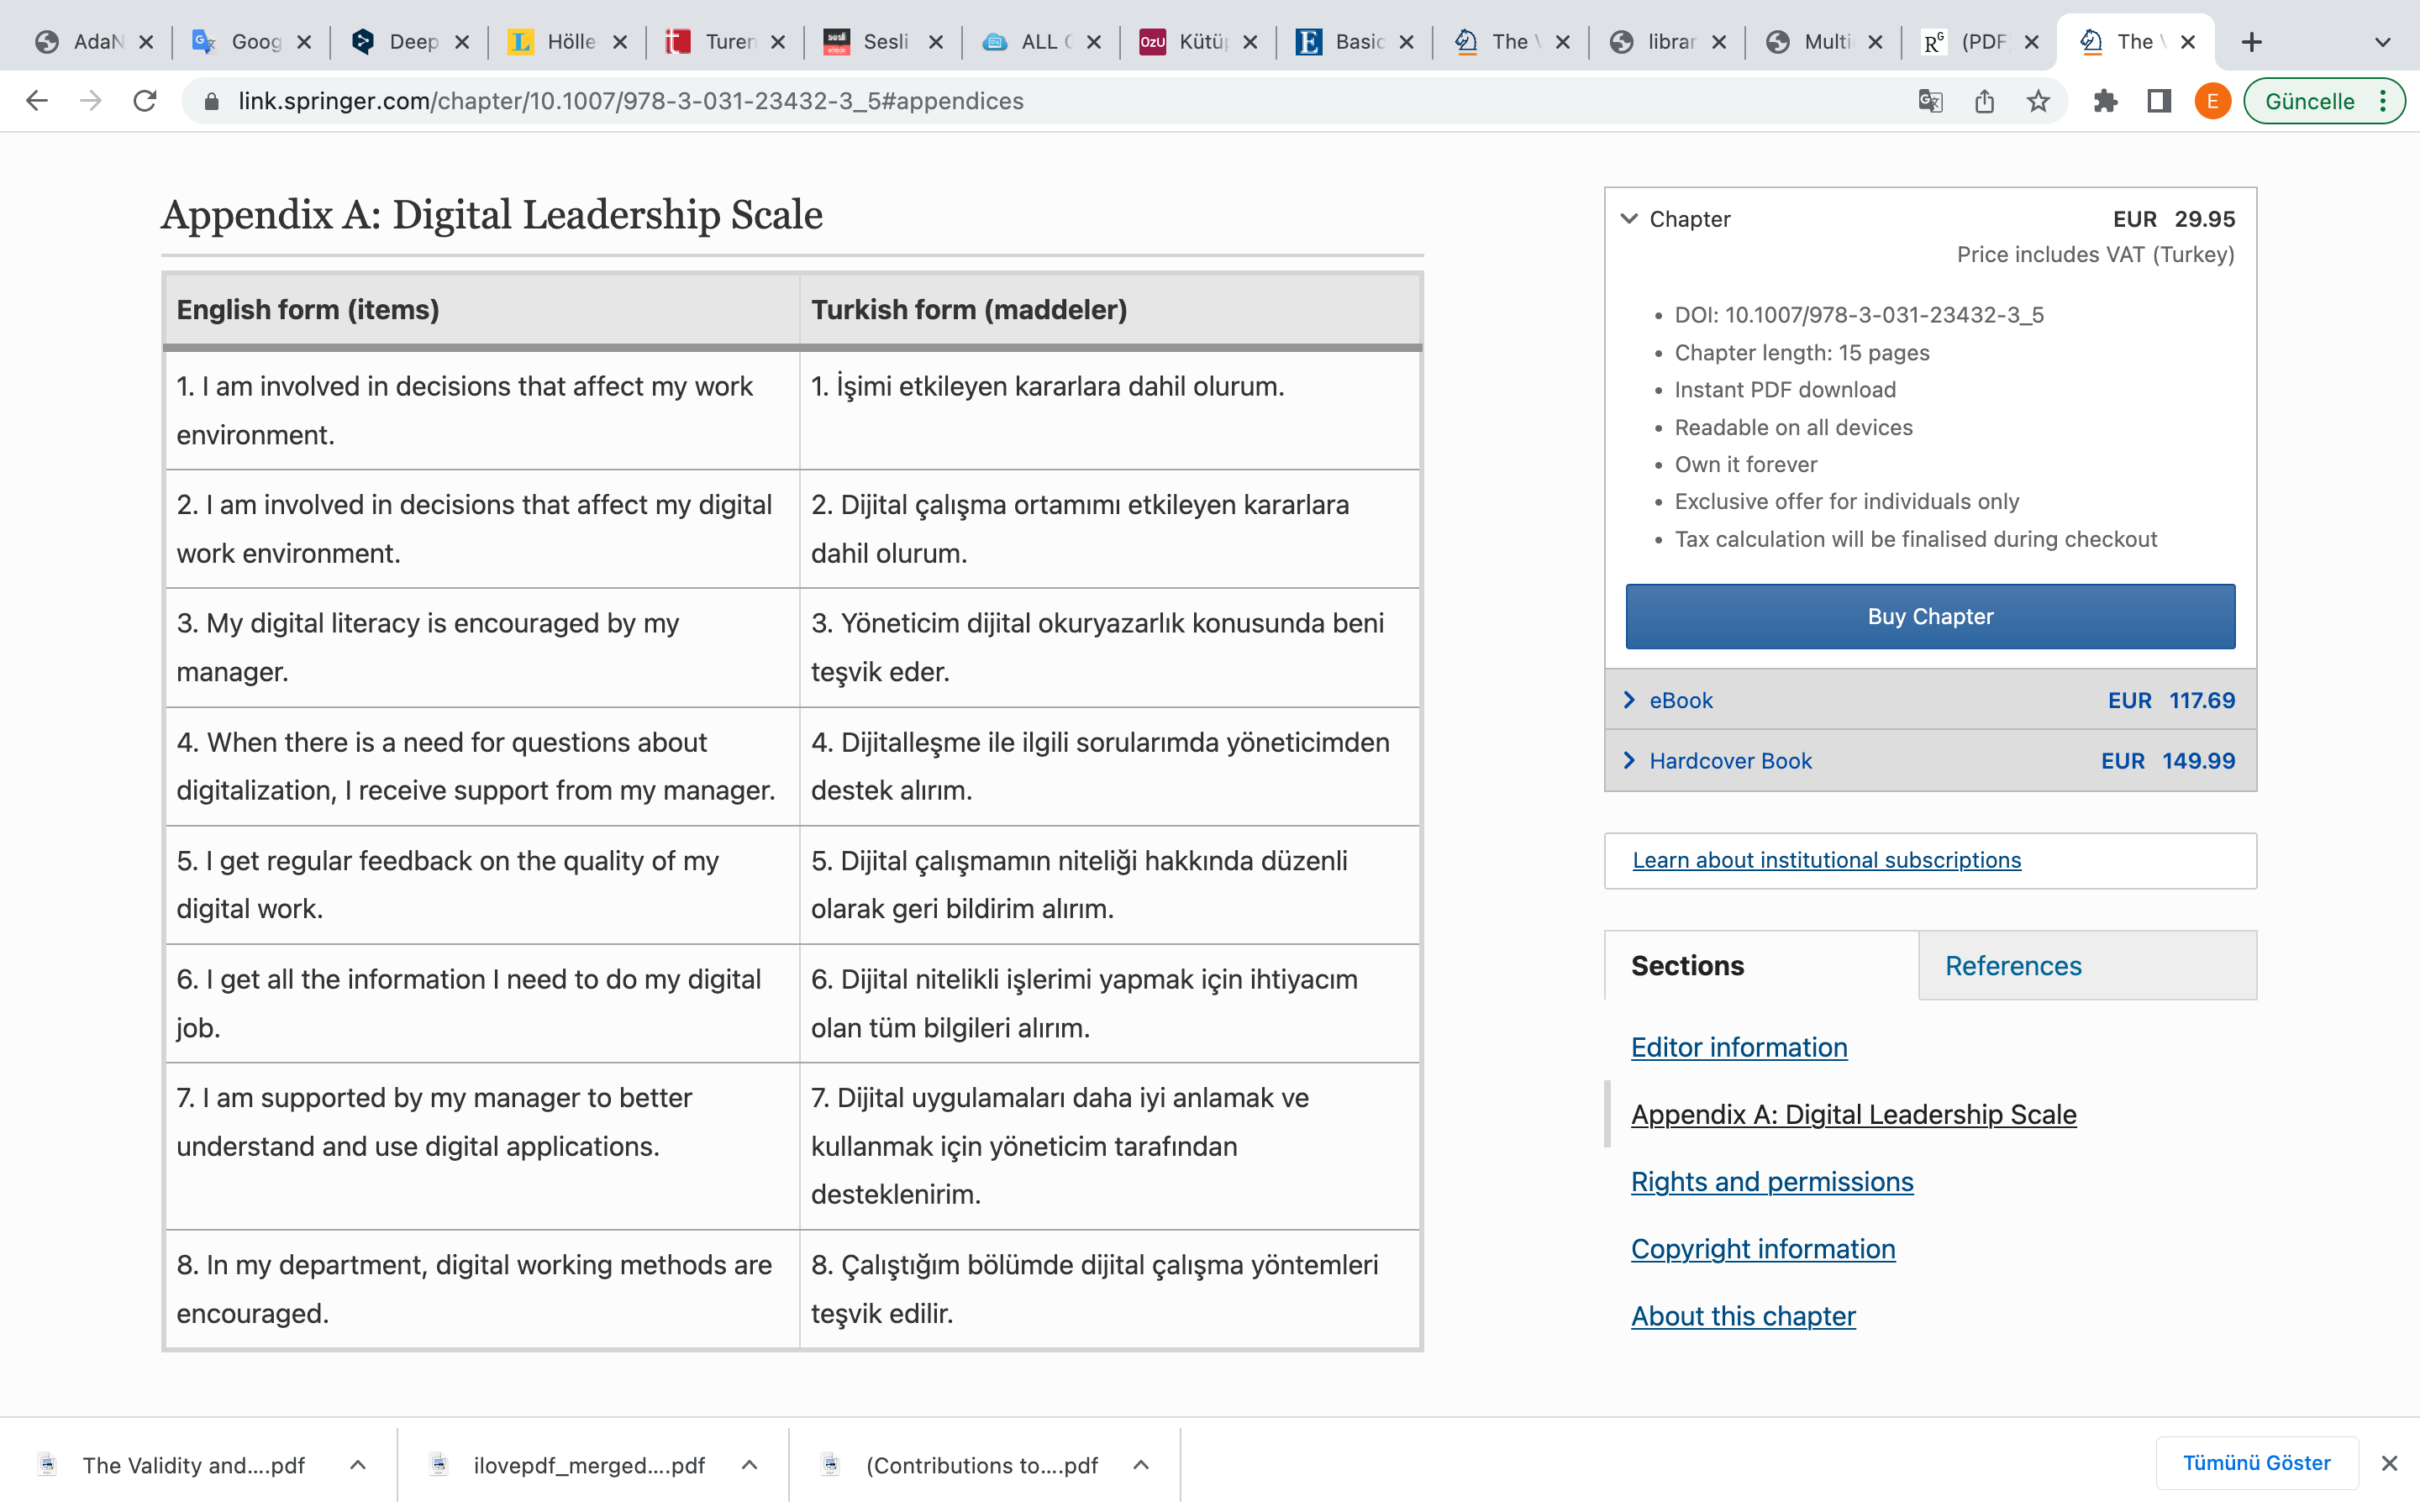 AdaN
Goog
Deep
Hölle
Turen
Sesli
ALL
Kütü
Basic
The
librar
Multi
(PDF
The
link.springer.com/chapter/10.1007/978-3-031-23432-3_5#appendices
E
Güncelle
Appendix A: Digital Leadership Scale
English form (items)
Turkish form (maddeler)
1. I am involved in decisions that affect my work
environment.
1. İşimi etkileyen kararlara dahil olurum.
2. I am involved in decisions that affect my digital
work environment.
2. Dijital çalışma ortamımı etkileyen kararlara
dahil olurum.
3. My digital literacy is encouraged by my
manager.
3. Yöneticim dijital okuryazarlık konusunda beni
teşvik eder.
4. When there is a need for questions about
digitalization, I receive support from my manager.
4. Dijitalleşme ile ilgili sorularımda yöneticimden
destek alırım.
5. I get regular feedback on the quality of my
digital work.
5. Dijital çalışmamın niteliği hakkında düzenli
olarak geri bildirim alırım.
6. I get all the information I need to do my digital
job.
6. Dijital nitelikli işlerimi yapmak için ihtiyacım
olan tüm bilgileri alırım.
7. I am supported by my manager to better
understand and use digital applications.
7. Dijital uygulamaları daha iyi anlamak ve
kullanmak için yöneticim tarafından
desteklenirim.
8. In my department, digital working methods are
encouraged.
8. Çalıştığım bölümde dijital çalışma yöntemleri
teşvik edilir.
Chapter EUR 29.95
Price includes VAT (Turkey)
• DOI: 10.1007/978-3-031-23432-3_5
• Chapter length: 15 pages
• Instant PDF download
• Readable on all devices
• Own it forever
• Exclusive offer for individuals only
• Tax calculation will be finalised during checkout
Buy Chapter
eBook EUR 117.69
Hardcover Book EUR 149.99
Learn about institutional subscriptions
Sections References
Editor information
Appendix A: Digital Leadership Scale
Rights and permissions
Copyright information
About this chapter
The Validity and....pdf
ilovepdf_merged....pdf
(Contributions to....pdf
Tümünü Göster